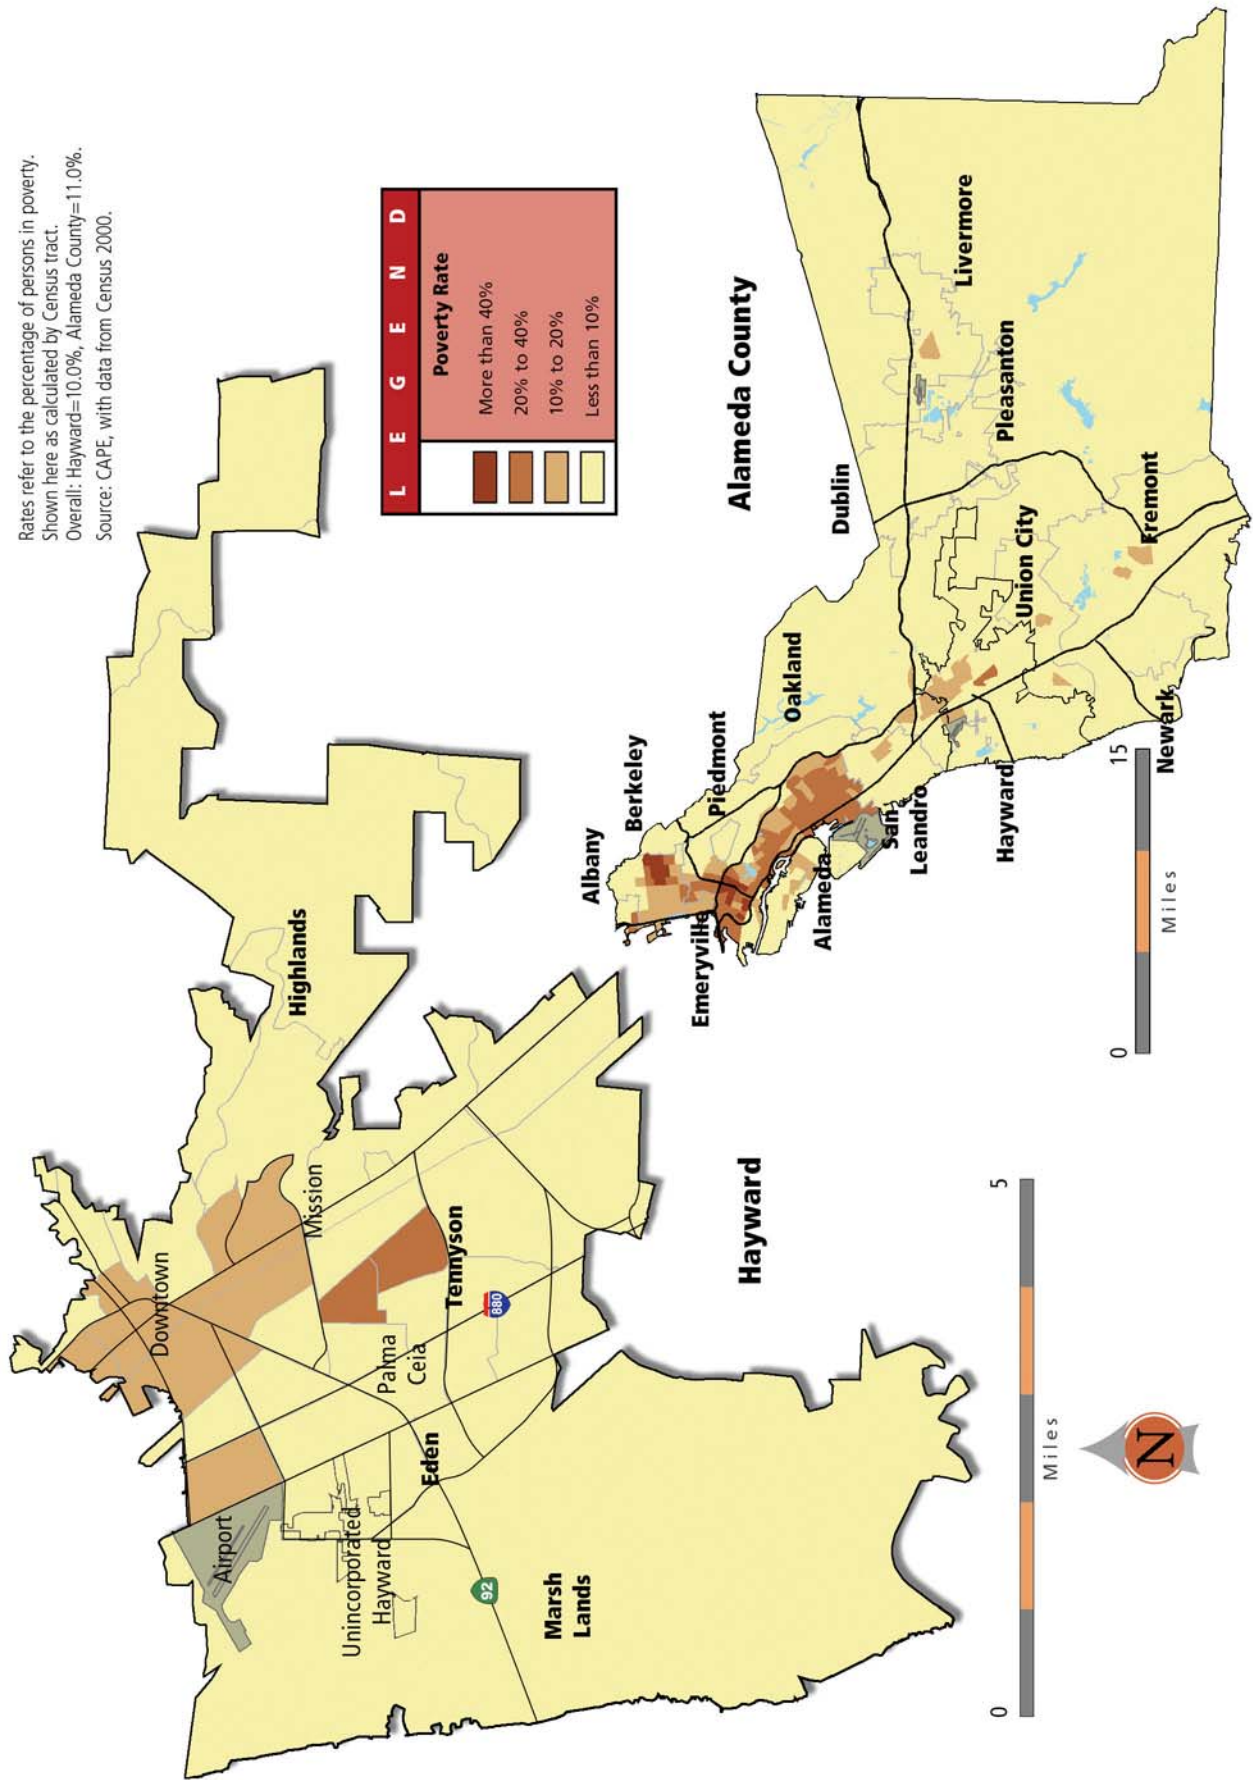 Rates refer to the percentage of persons in poverty.
Shown here as calculated by Census tract.
Overall: Hayward=10.0%, Alameda County=11.0%.
Source: CAPE, with data from Census 2000.
LEGEND
Poverty Rate
More than 40%
20% to 40%
10% to 20%
Less than 10%
Highlands
Downtown
Mission
Airport
Palma
Ceia
Tennyson
880
Unincorporated
Hayward
Eden
92
Marsh
Lands
Hayward
0
5
Miles
N
Alameda County
Albany
Berkeley
Emeryville
Piedmont
Oakland
Alameda
San
Leandro
Hayward
Dublin
Livermore
Pleasanton
Union City
Fremont
Newark
0
15
Miles